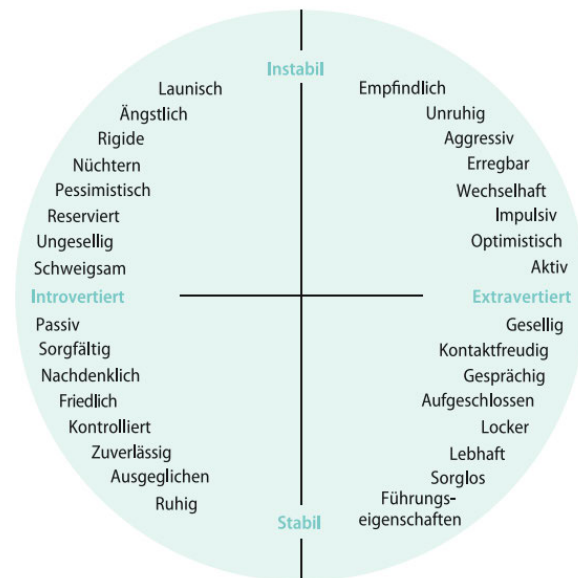 Instabil
Launisch
Ängstlich
Rigide
Nüchtern
Pessimistisch
Reserviert
Ungesellig
Schweigsam
Empfindlich
Unruhig
Aggressiv
Erregbar
Wechselhaft
Impulsiv
Optimistisch
Aktiv
Introvertiert
Extravertiert
Passiv
Sorgfältig
Nachdenklich
Friedlich
Kontrolliert
Zuverlässig
Ausgeglichen
Ruhig
Gesellig
Kontaktfreudig
Gesprächig
Aufgeschlossen
Locker
Lebhaft
Sorglos
Führungs-
eigenschaften
Stabil